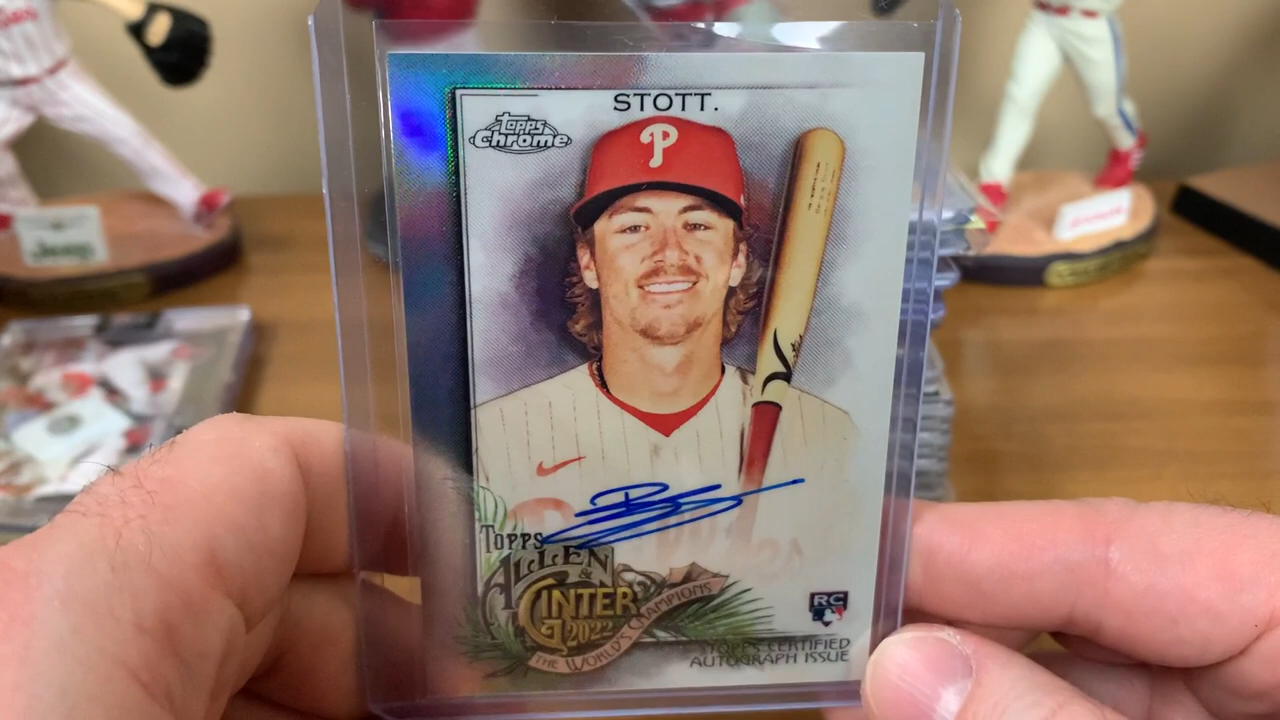 STOTT.
topps
Chrome
P
TOPPS
ALLEN
&
GINTER
2022
THE WORLD'S CHAMPIONS
RC
TOPPS CERTIFIED
AUTOGRAPH ISSUE